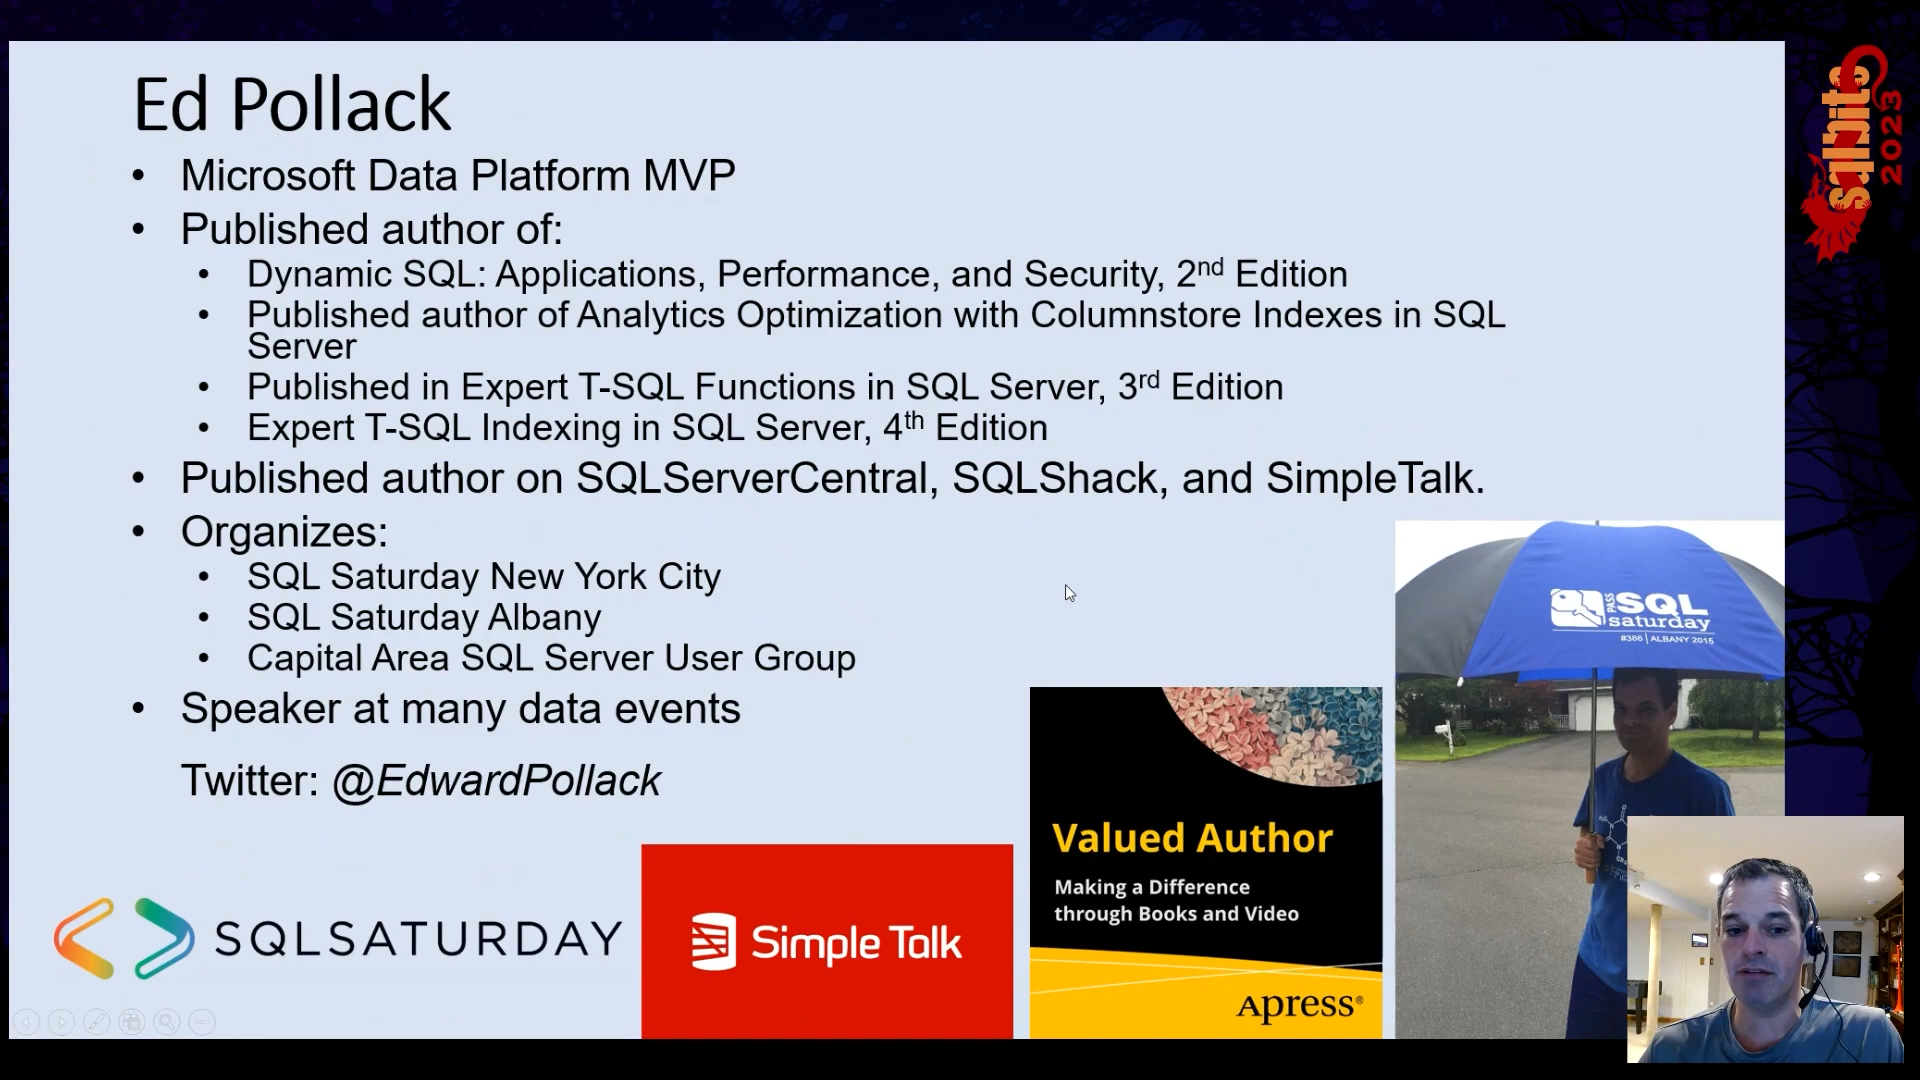 Ed Pollack
• Microsoft Data Platform MVP
• Published author of:
• Dynamic SQL: Applications, Performance, and Security, 2nd Edition
• Published author of Analytics Optimization with Columnstore Indexes in SQL
Server
• Published in Expert T-SQL Functions in SQL Server, 3rd Edition
• Expert T-SQL Indexing in SQL Server, 4th Edition
• Published author on SQLServerCentral, SQLShack, and SimpleTalk.
• Organizes:
• SQL Saturday New York City
• SQL Saturday Albany
• Capital Area SQL Server User Group
• Speaker at many data events
Twitter: @EdwardPollack
SQLSATURDAY
Simple Talk
Valued Author
Making a Difference
through Books and Video
Apress®
PASS
SQL
saturday
#386 | ALBANY 2015
sqlbits
2023